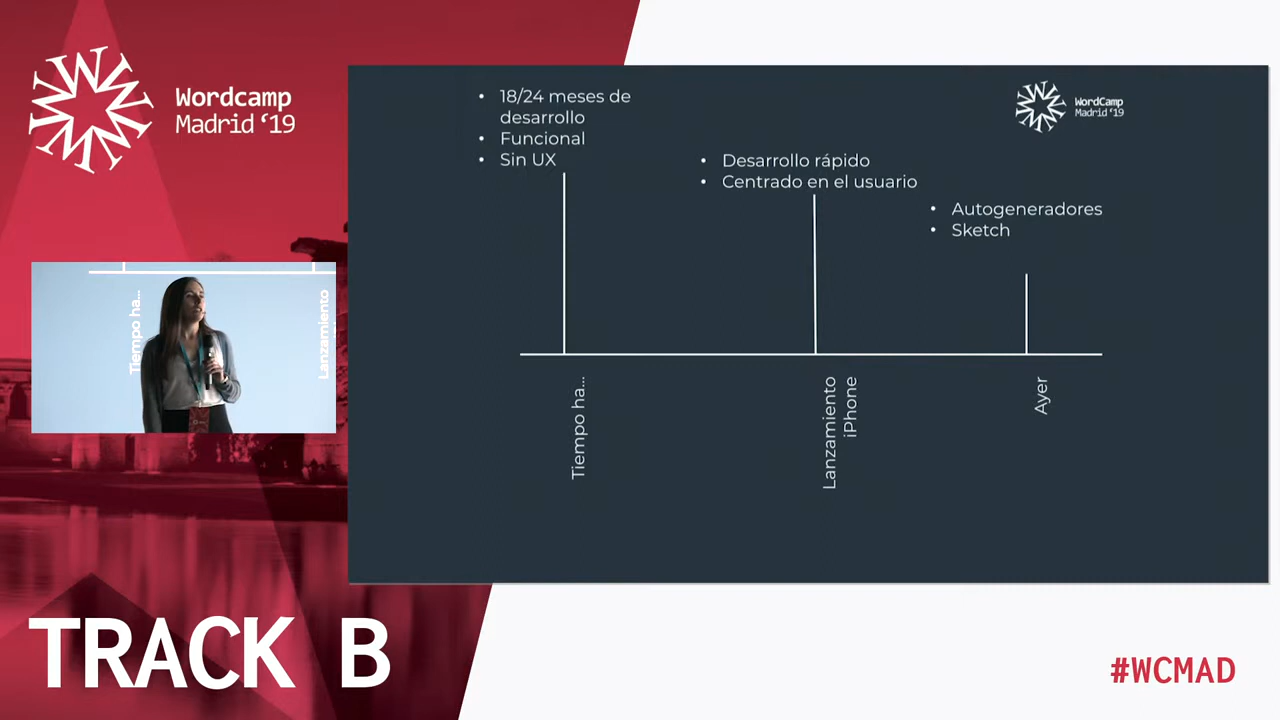 Wordcamp
Madrid ‘19
• 18/24 meses de
desarrollo
• Funcional
• Sin UX
WordCamp
Madrid ‘19
• Desarrollo rápido
• Centrado en el usuario
• Autogeneradores
• Sketch
Tiempo ha...
Lanzamiento
iPhone
Ayer
Tiempo ha...
Lanzamiento
TRACK B
#WCMAD